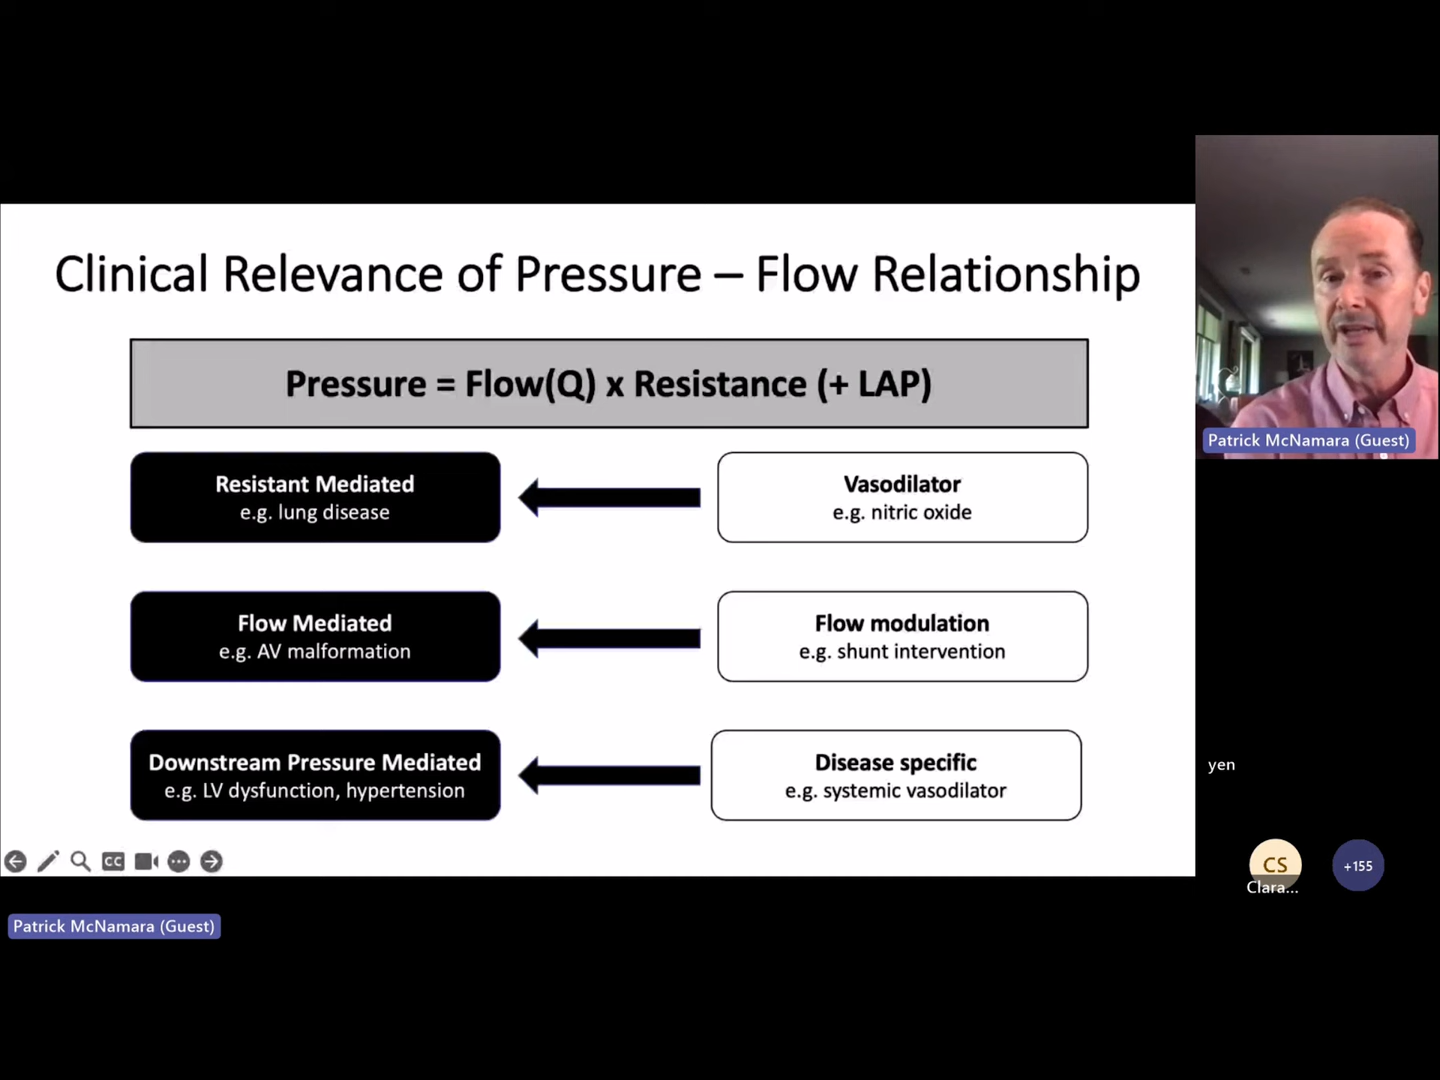 Clinical Relevance of Pressure – Flow Relationship
Pressure = Flow(Q) x Resistance (+ LAP)
Resistant Mediated
e.g. lung disease
Vasodilator
e.g. nitric oxide
Flow Mediated
e.g. AV malformation
Flow modulation
e.g. shunt intervention
Downstream Pressure Mediated
e.g. LV dysfunction, hypertension
Disease specific
e.g. systemic vasodilator
CC
Patrick McNamara (Guest)
Patrick McNamara (Guest)
yen
CS
Clara...
+155